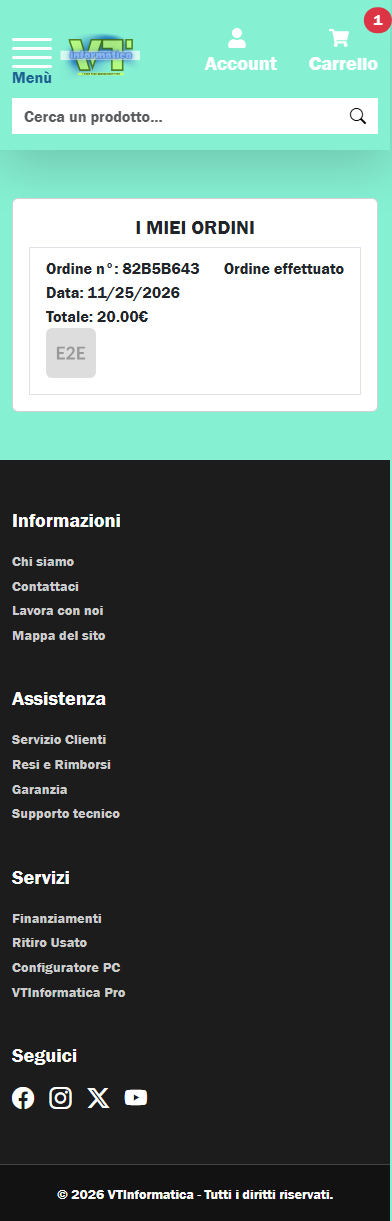 1
Menù
VTi
Informatica
Account
Carrello
Cerca un prodotto...
I MIEI ORDINI
Ordine n°: 82B5B643
Ordine effettuato
Data: 11/25/2026
Totale: 20.00€
E2E
Informazioni
Chi siamo
Contattaci
Lavora con noi
Mappa del sito
Assistenza
Servizio Clienti
Resi e Rimborsi
Garanzia
Supporto tecnico
Servizi
Finanziamenti
Ritiro Usato
Configuratore PC
VTInformatica Pro
Seguici
© 2026 VTInformatica - Tutti i diritti riservati.